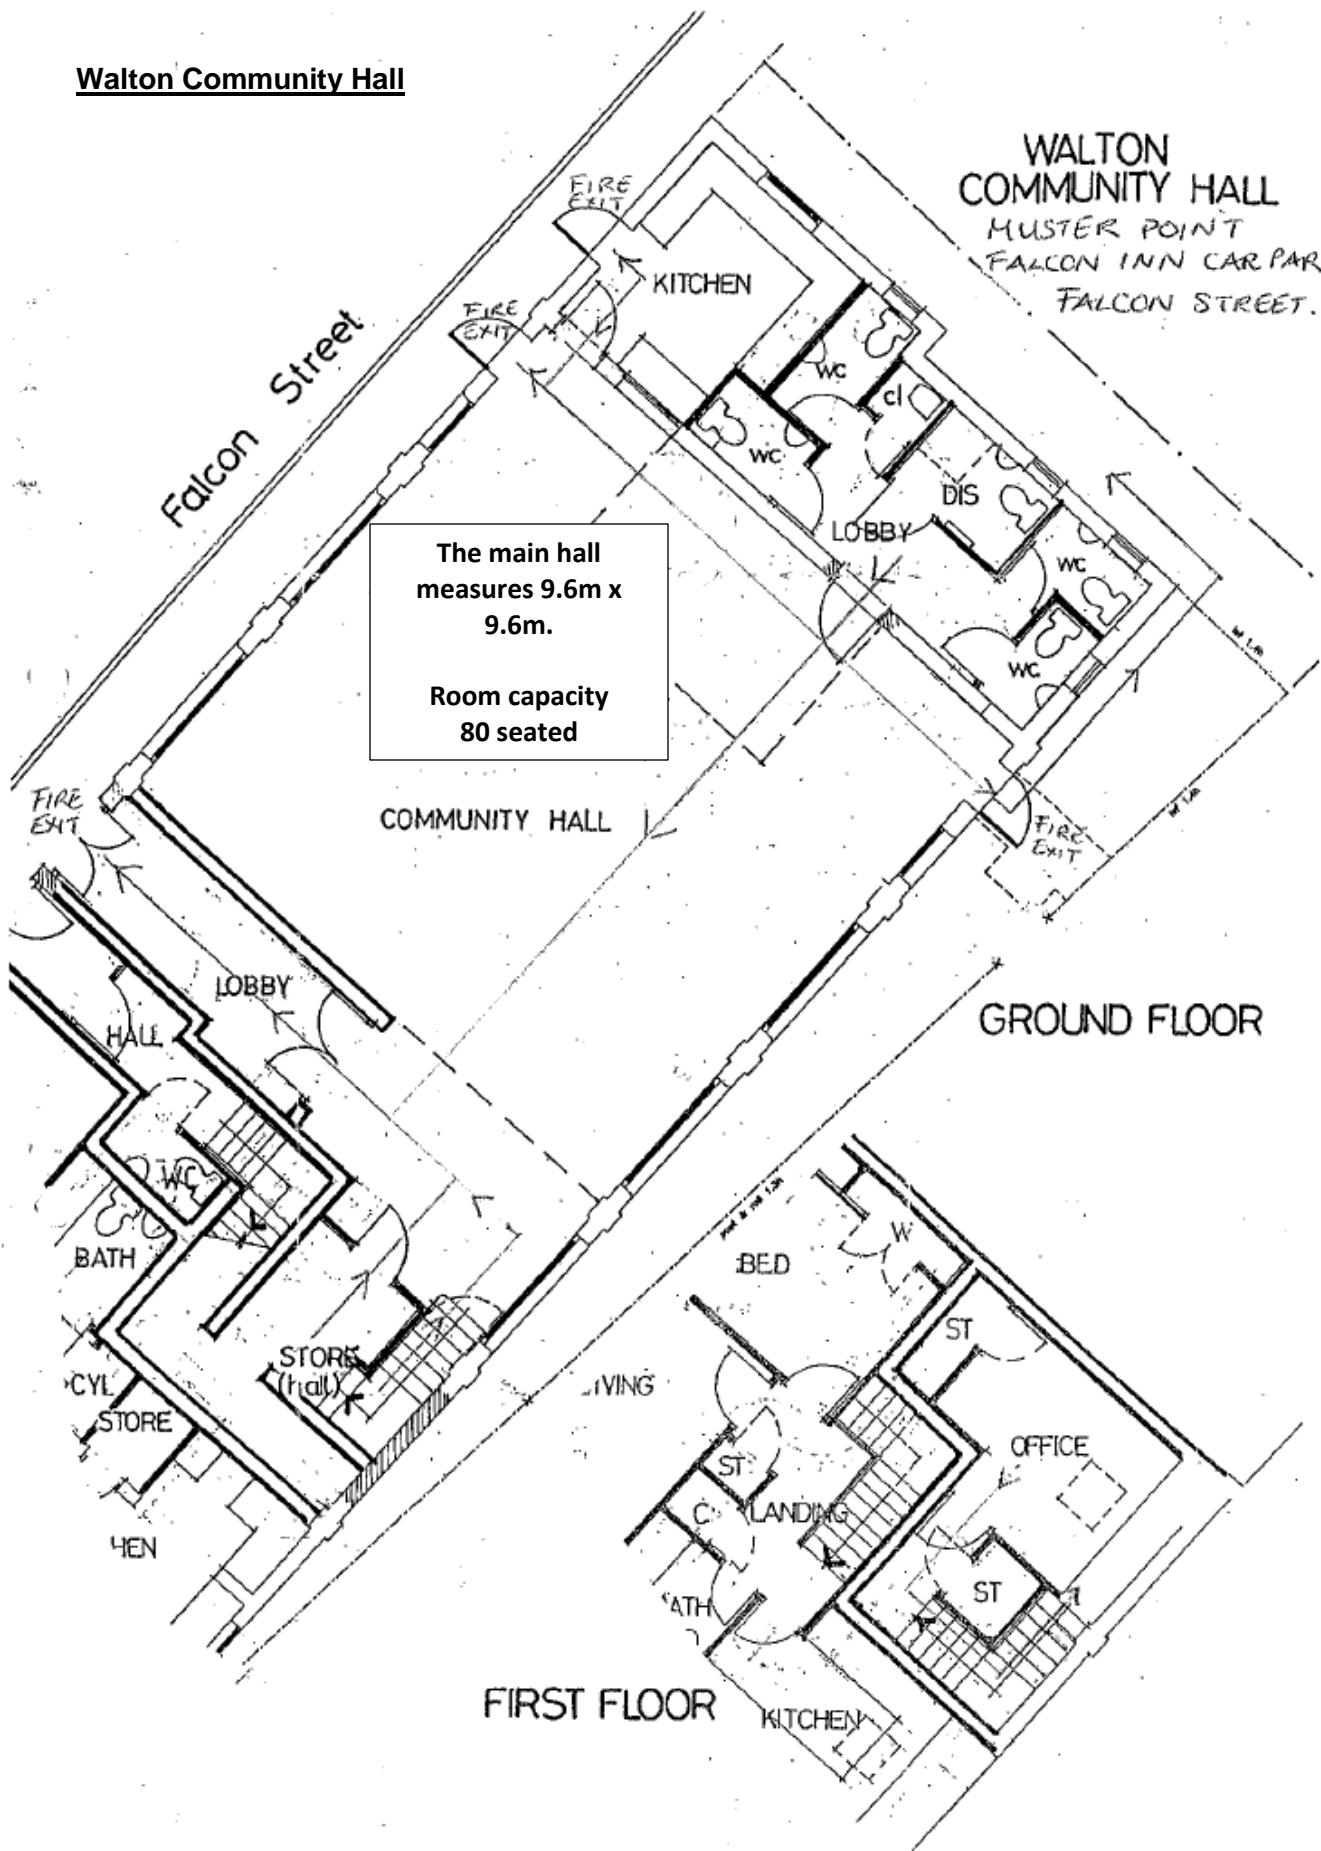 Walton Community Hall
WALTON
COMMUNITY HALL
MUSTER POINT
FALCON INN CAR PAR
FALCON STREET.
FIRE
EXIT
KITCHEN
FIRE
EXIT
Falcon Street
WC
cl
WC
DIS
LOBBY
WC
WC
The main hall
measures 9.6m x
9.6m.
Room capacity
80 seated
COMMUNITY HALL
FIRE
EXIT
FIRE
EXIT
LOBBY
HALL
GROUND FLOOR
WC
BATH
STORE
(hall)
CYL
STORE
HEN
BED
W
ST
IVING
OFFICE
ST
C
LANDING
ST
ATH
KITCHEN
FIRST FLOOR